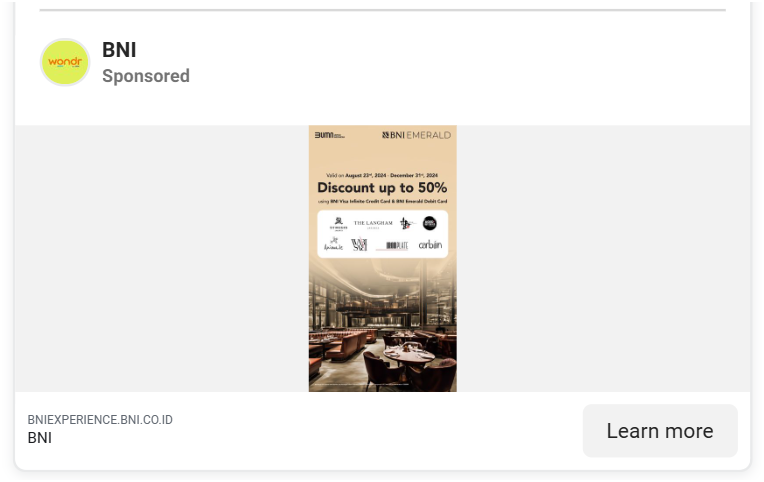 BNI
wondr
Sponsored
BUMN
BNI EMERALD
Valid on August 23rd, 2024 - December 31st, 2024
Discount up to 50%
using BNI Visa Infinite Credit Card & BNI Emerald Debit Card
THE LANGHAM
carbón
BNIEXPERIENCE.BNI.CO.ID
BNI
Learn more